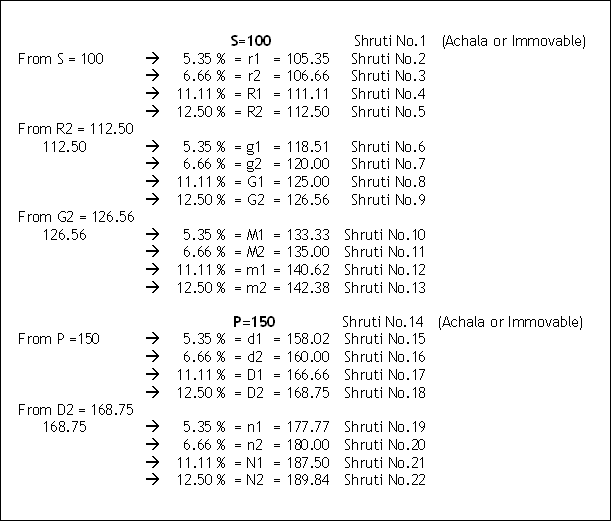 S=100 Shruti No.1 (Achala or Immovable)
From S = 100 → 5.35 % = r1 = 105.35 Shruti No.2
→ 6.66 % = r2 = 106.66 Shruti No.3
→ 11.11 % = R1 = 111.11 Shruti No.4
→ 12.50 % = R2 = 112.50 Shruti No.5
From R2 = 112.50
112.50 → 5.35 % = g1 = 118.51 Shruti No.6
→ 6.66 % = g2 = 120.00 Shruti No.7
→ 11.11 % = G1 = 125.00 Shruti No.8
→ 12.50 % = G2 = 126.56 Shruti No.9
From G2 = 126.56
126.56 → 5.35 % = M1 = 133.33 Shruti No.10
→ 6.66 % = M2 = 135.00 Shruti No.11
→ 11.11 % = m1 = 140.62 Shruti No.12
→ 12.50 % = m2 = 142.38 Shruti No.13
P=150 Shruti No.14 (Achala or Immovable)
From P =150 → 5.35 % = d1 = 158.02 Shruti No.15
→ 6.66 % = d2 = 160.00 Shruti No.16
→ 11.11 % = D1 = 166.66 Shruti No.17
→ 12.50 % = D2 = 168.75 Shruti No.18
From D2 = 168.75
168.75 → 5.35 % = n1 = 177.77 Shruti No.19
→ 6.66 % = n2 = 180.00 Shruti No.20
→ 11.11 % = N1 = 187.50 Shruti No.21
→ 12.50 % = N2 = 189.84 Shruti No.22